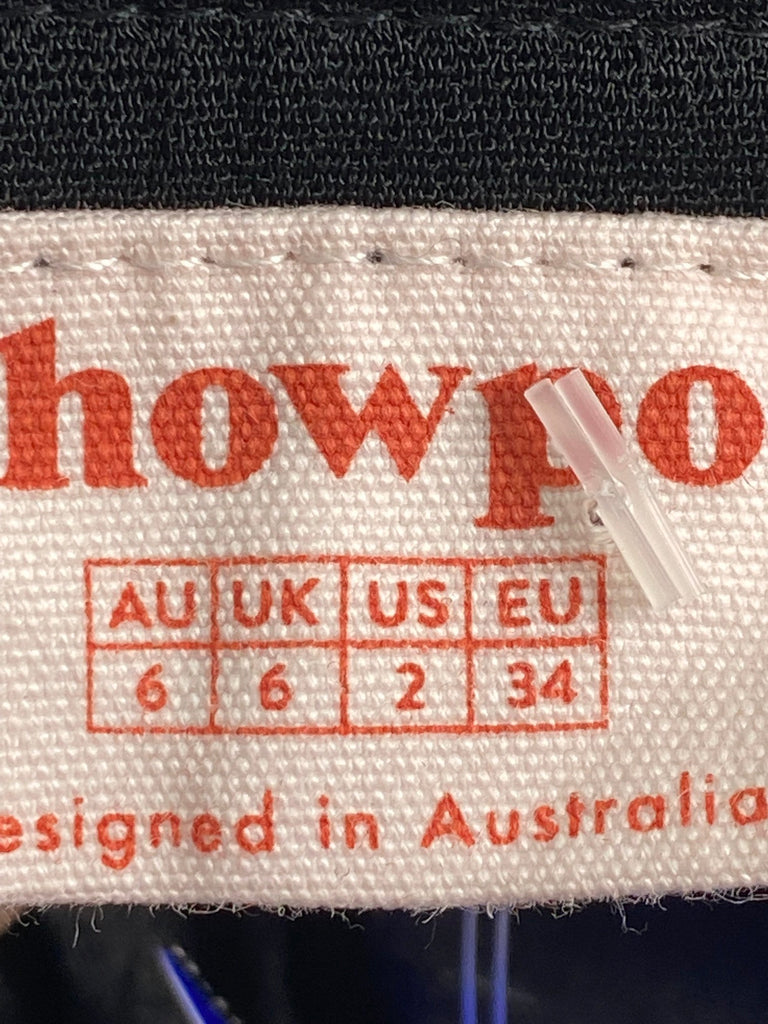 howpo
AU UK US EU
6 6 2 34
esigned in Australia